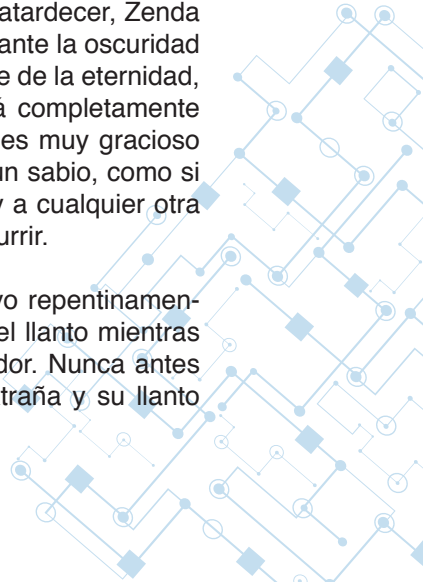 atardecer, Zenda
ante la oscuridad
e de la eternidad,
completamente
es muy gracioso
un sabio, como si
y a cualquier otra
urrir.
vo repentinamen-
el llanto mientras
dor. Nunca antes
traña y su llanto